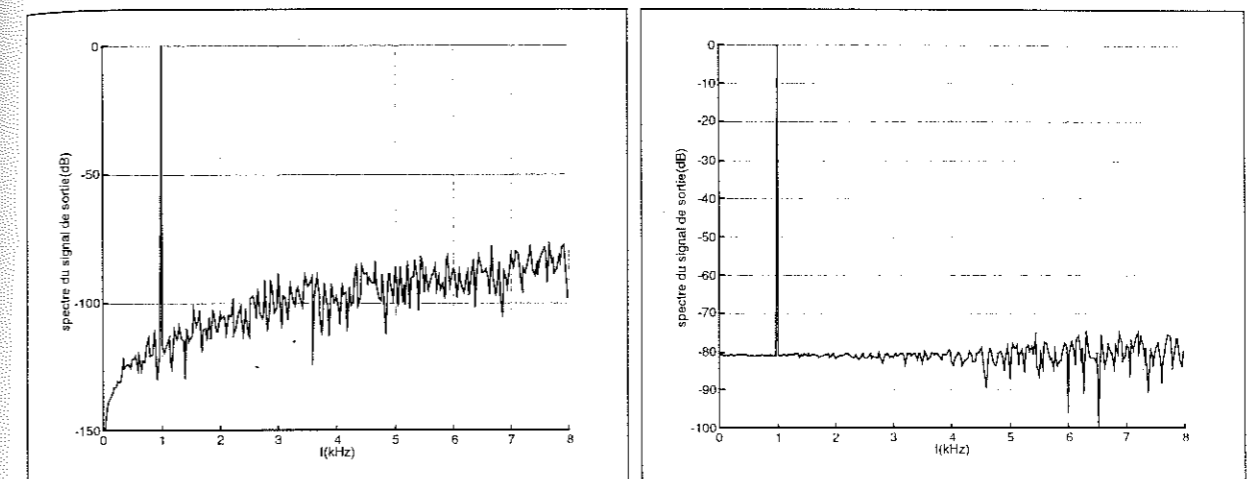 spectre du signal de sortie(dB)
0
-50
-100
-150
0 1 2 3 4 5 6 7 8
f(kHz)
spectre du signal de sortie(dB)
0
-10
-20
-30
-40
-50
-60
-70
-80
-90
-100
0 1 2 3 4 5 6 7 8
f(kHz)